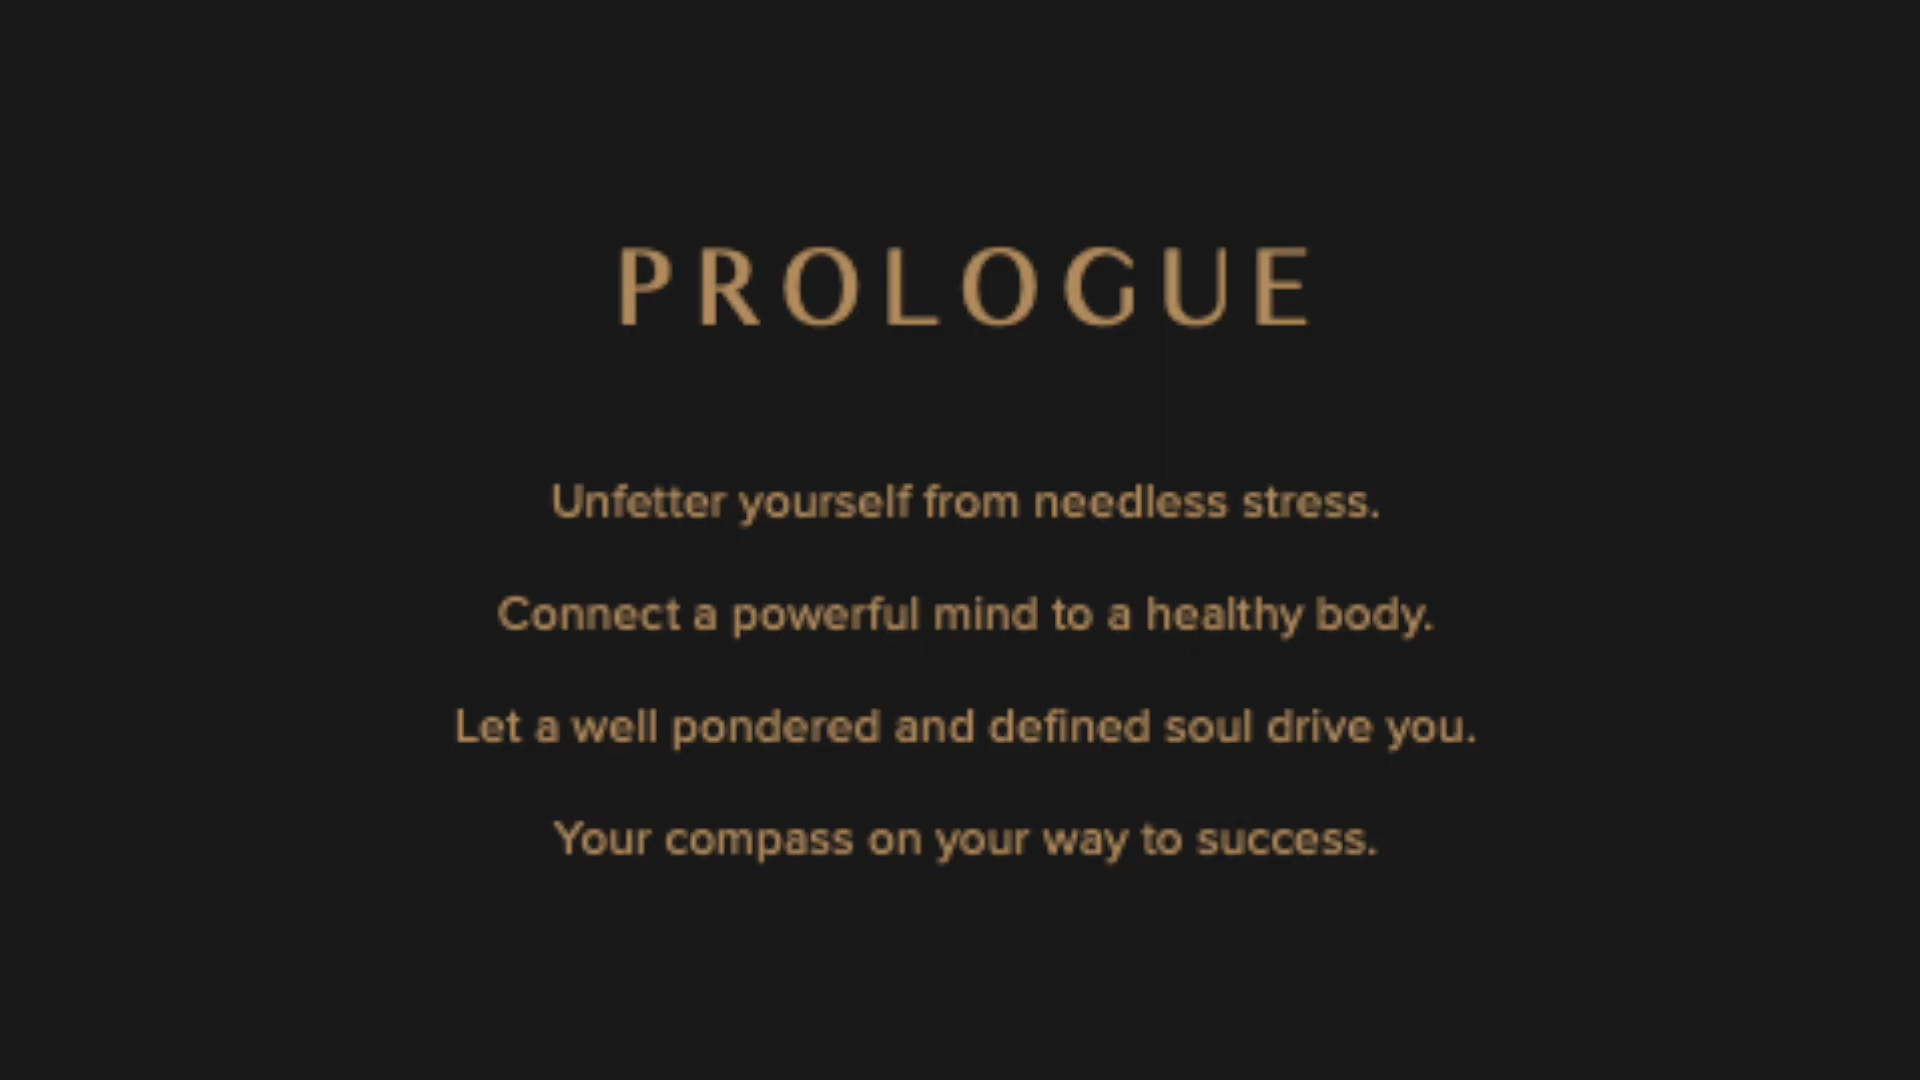 PROLOGUE
Unfetter yourself from needless stress.
Connect a powerful mind to a healthy body.
Let a well pondered and defined soul drive you.
Your compass on your way to success.